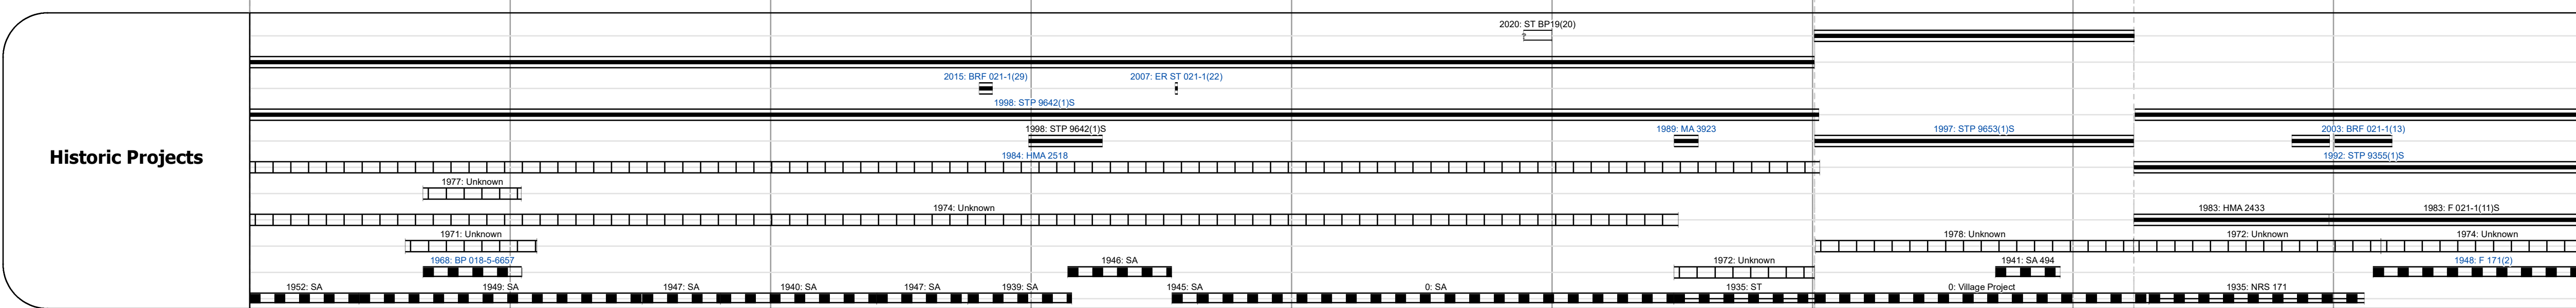 Historic Projects
2020: ST BP19(20)
2015: BRF 021-1(29) 2007: ER ST 021-1(22)
1998: STP 9642(1)S
1998: STP 9642(1)S 1989: MA 3923 1997: STP 9653(1)S 2003: BRF 021-1(13)
1984: HMA 2518 1992: STP 9355(1)S
1977: Unknown
1974: Unknown 1983: HMA 2433 1983: F 021-1(11)S
1971: Unknown 1978: Unknown 1972: Unknown 1974: Unknown
1968: BP 018-5-6657 1946: SA 1972: Unknown 1941: SA 494 1948: F 171(2)
1952: SA 1949: SA 1947: SA 1940: SA 1947: SA 1939: SA 1945: SA 0: SA 1935: ST 0: Village Project 1935: NRS 171